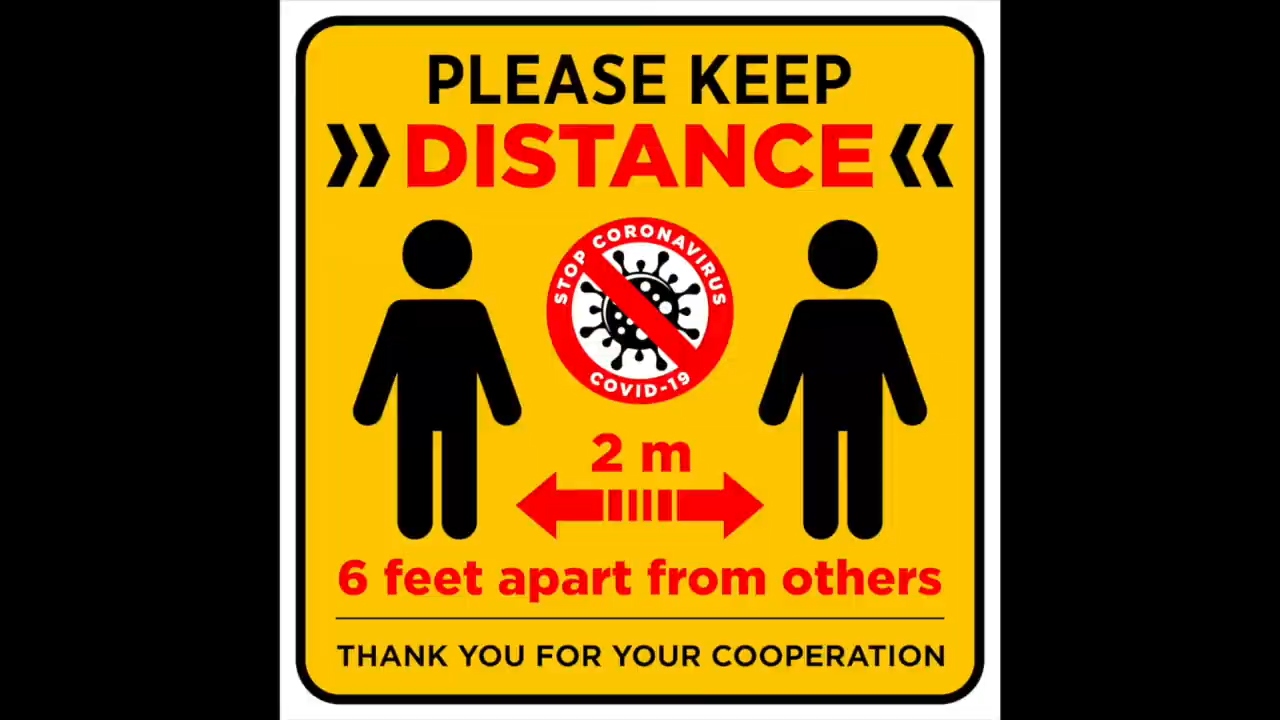 PLEASE KEEP
DISTANCE
STOP CORONAVIRUS
COVID-19
2 m
6 feet apart from others
THANK YOU FOR YOUR COOPERATION